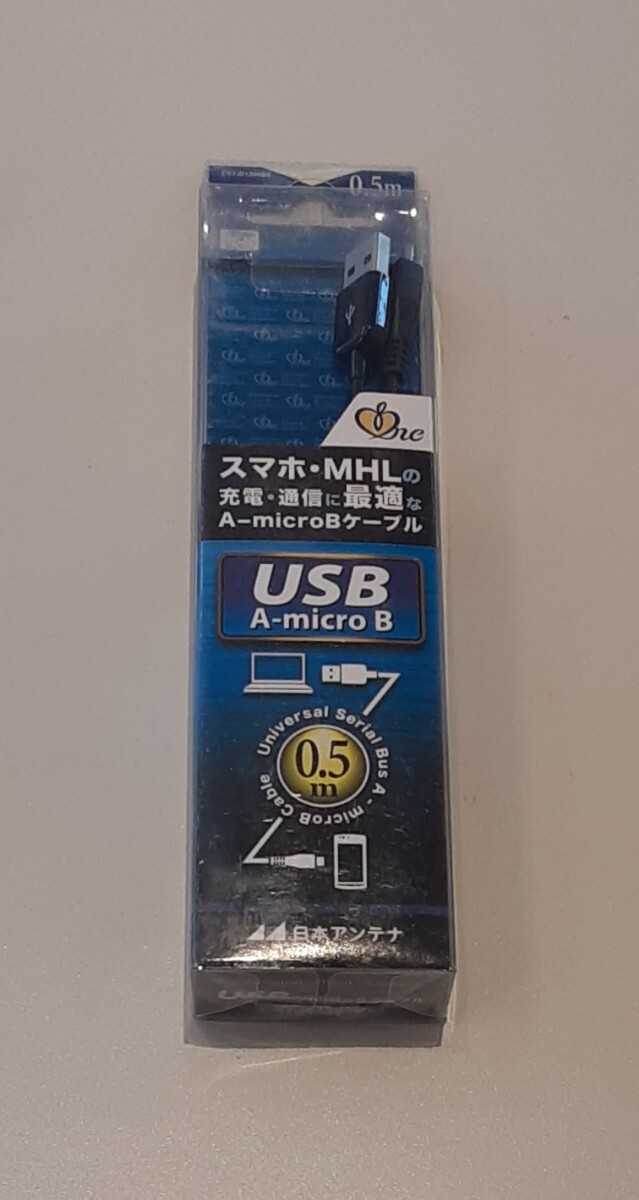 0.5m
スマホ・MHLの
充電・通信に最適な
A-microBケーブル
USB
A-micro B
Universal Serial Bus A - microB Cable
0.5
m
日本アンテナ